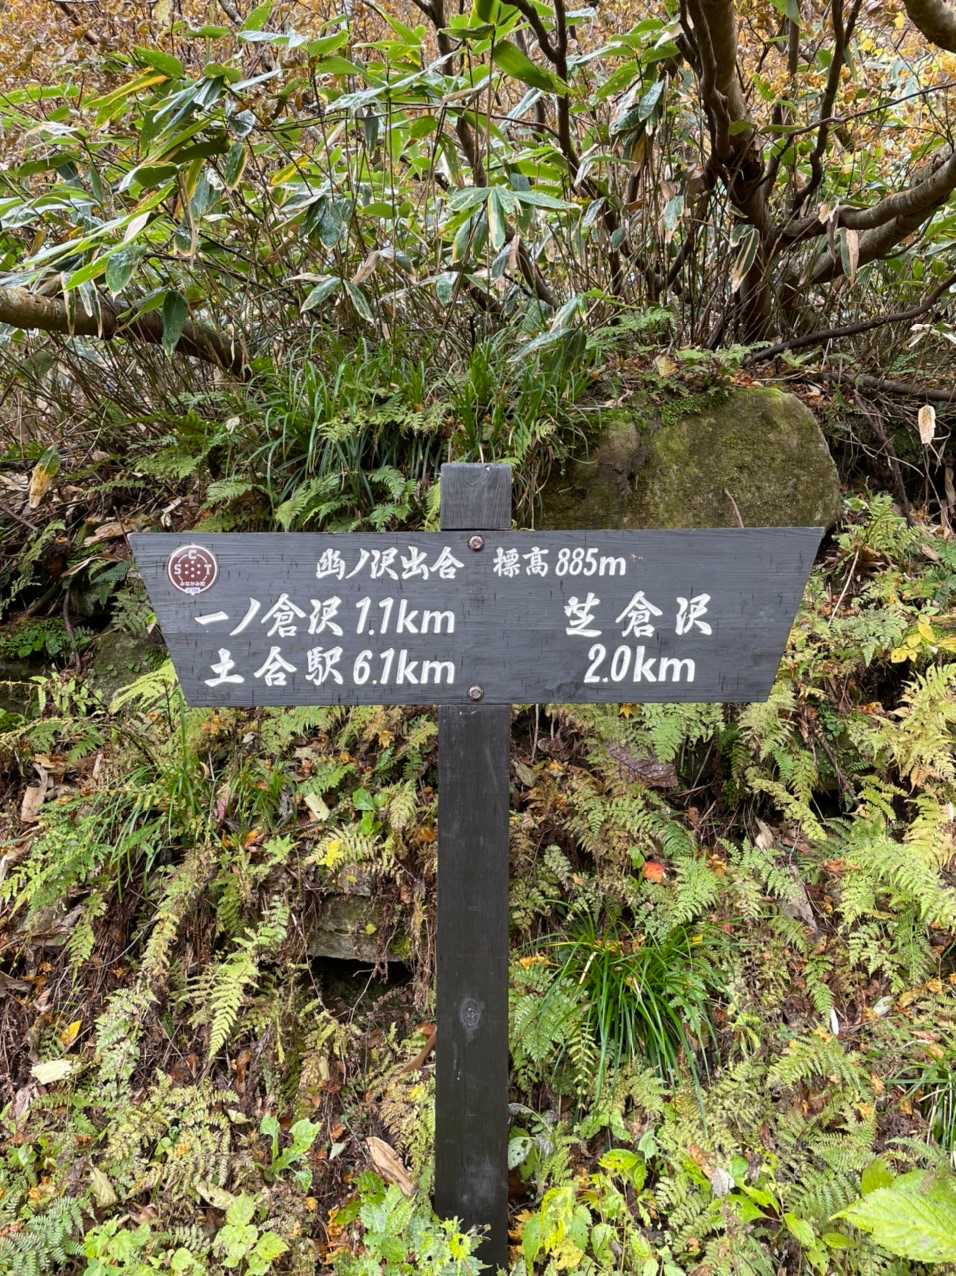 幽ノ沢出合 標高885m
一ノ倉沢 1.1km
土合駅 6.1km
芝倉沢
2.0km
S C T